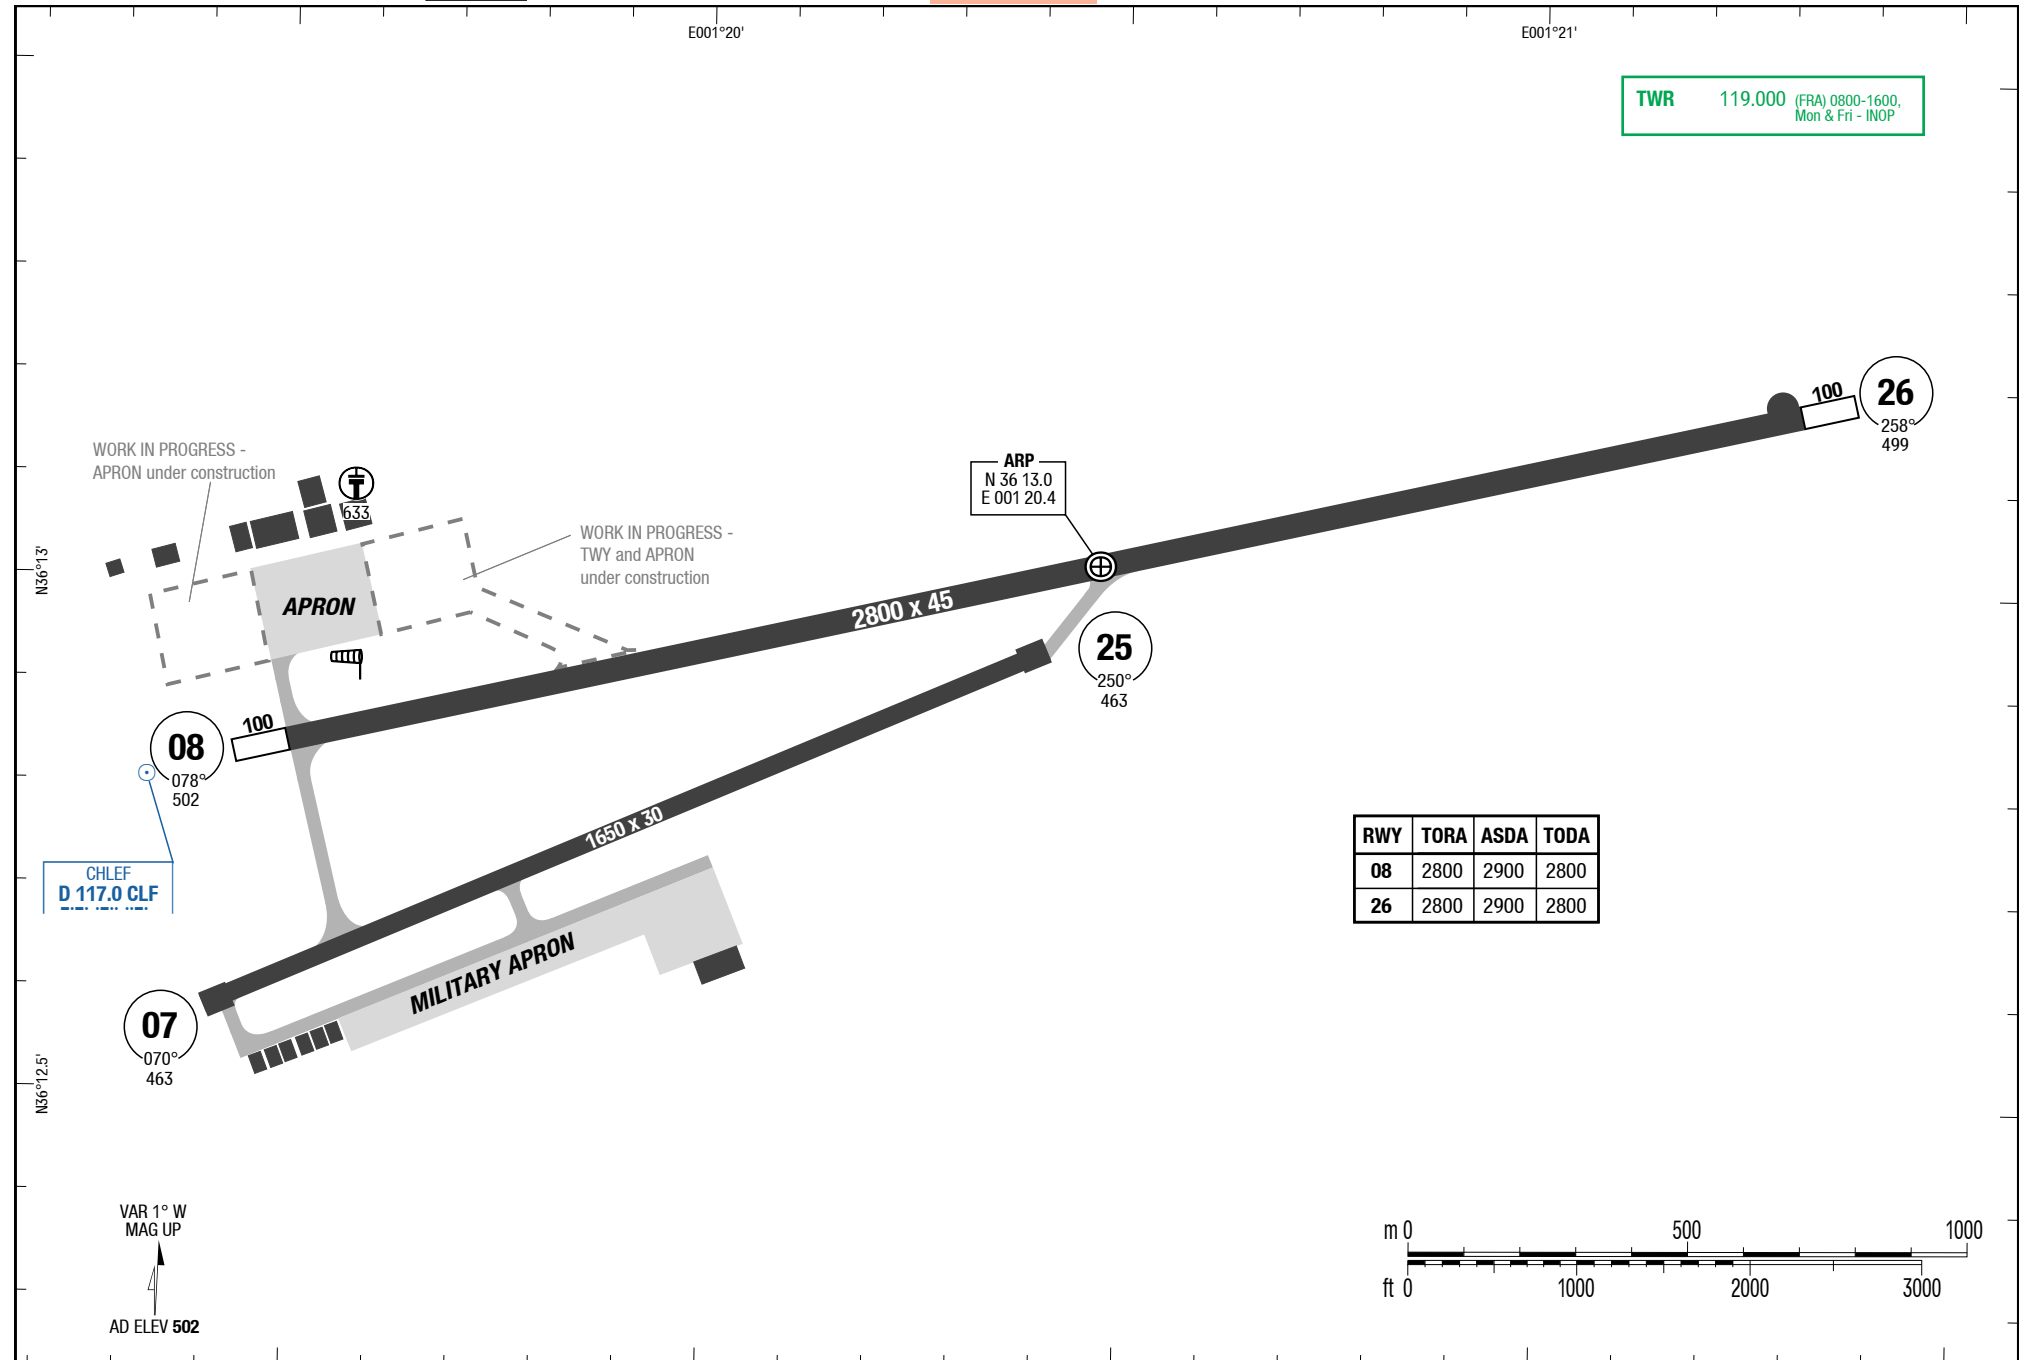 E001°20'
E001°21'
TWR 119.000 (FRA) 0800-1600,
Mon & Fri - INOP
100
26
258°
499
WORK IN PROGRESS -
APRON under construction
633
ARP
N 36 13.0
E 001 20.4
WORK IN PROGRESS -
TWY and APRON
under construction
N36°13'
APRON
2800 x 45
25
250°
463
100
08
078°
502
1650 x 30
CHLEF
D 117.0 CLF
RWY TORA ASDA TODA
08 2800 2900 2800
26 2800 2900 2800
MILITARY APRON
07
070°
463
N36°12.5'
VAR 1° W
MAG UP
AD ELEV 502
m 0 500 1000
ft 0 1000 2000 3000